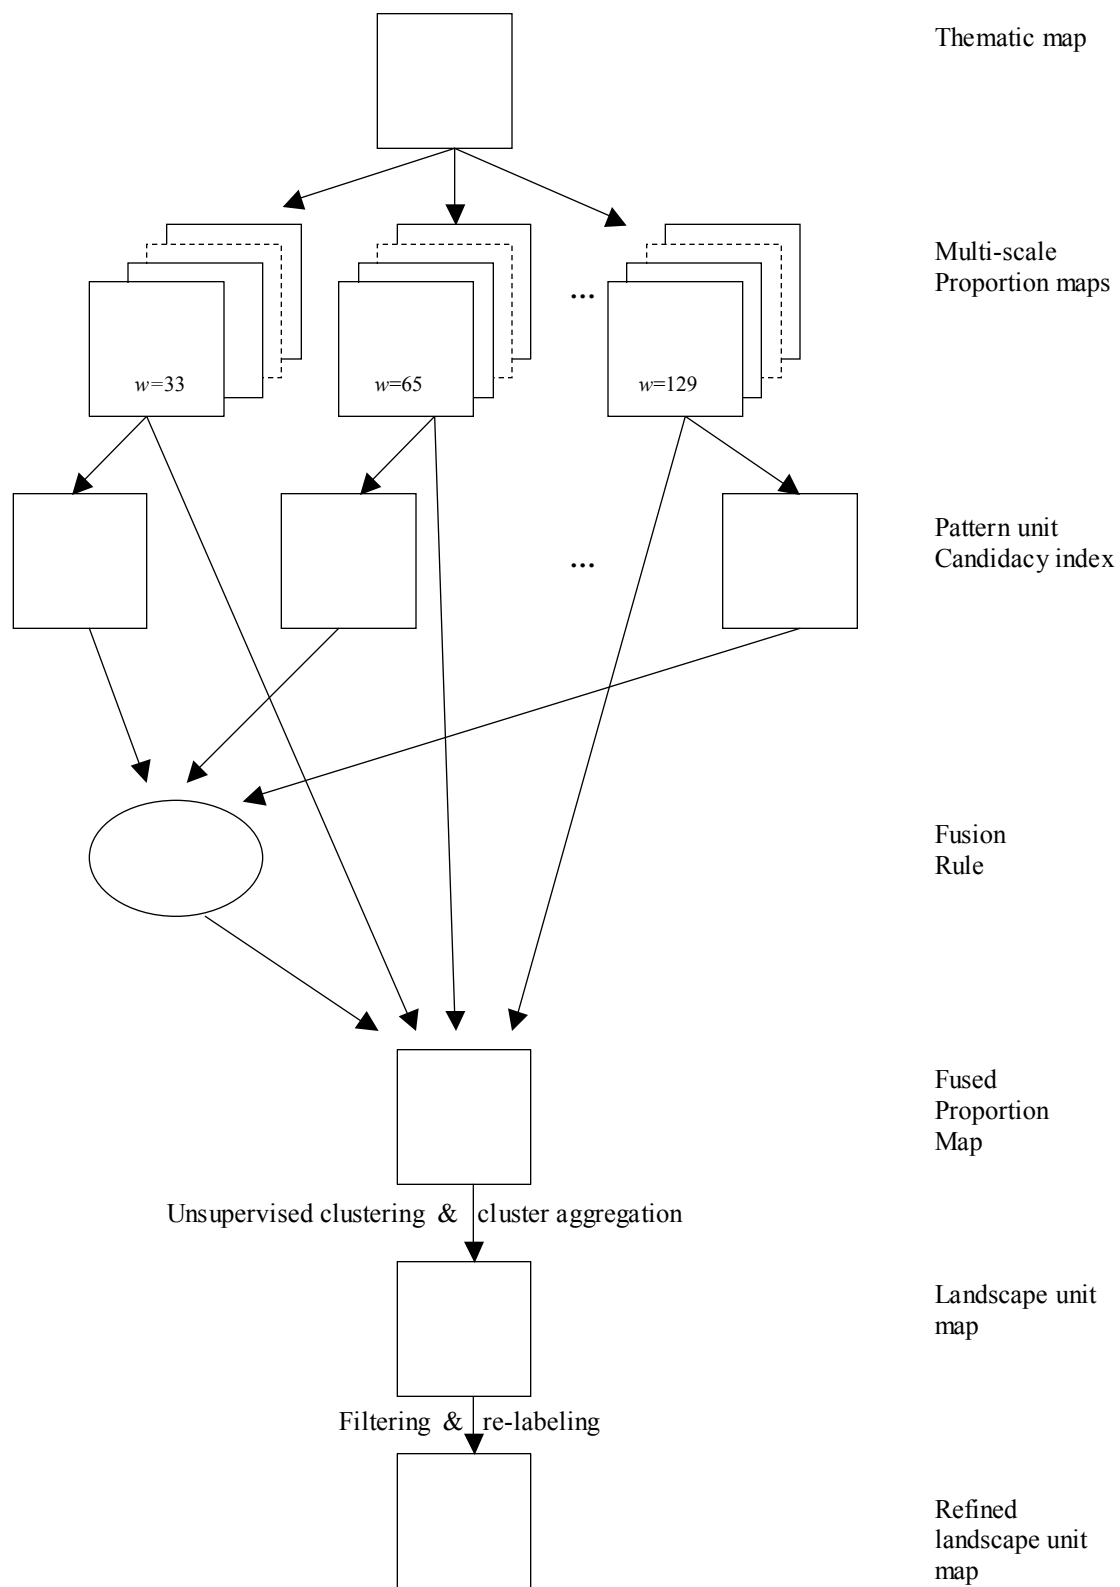 Thematic map
Multi-scale
Proportion maps
...
w=33
w=65
w=129
Pattern unit
Candidacy index
...
Fusion
Rule
Fused
Proportion
Map
Unsupervised clustering & cluster aggregation
Landscape unit
map
Filtering & re-labeling
Refined
landscape unit
map